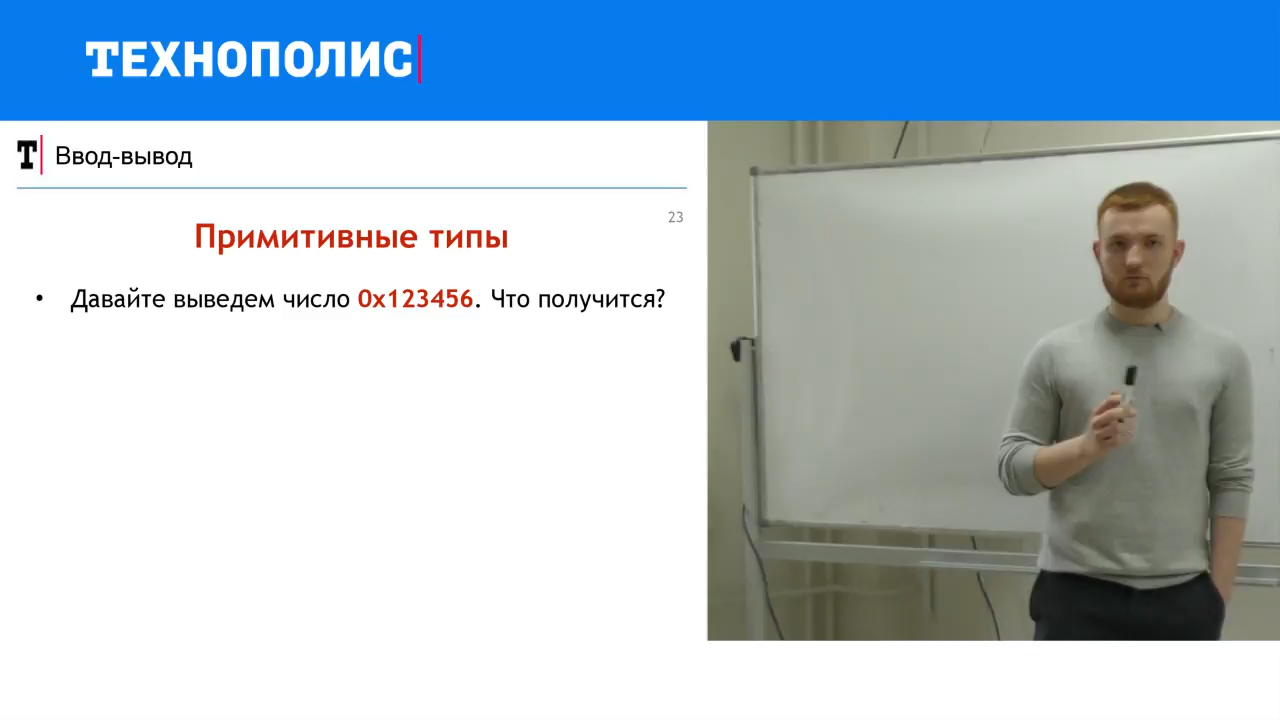 ТЕХНОПОЛИС
Т Ввод-вывод
23
Примитивные типы
• Давайте выведем число 0x123456. Что получится?